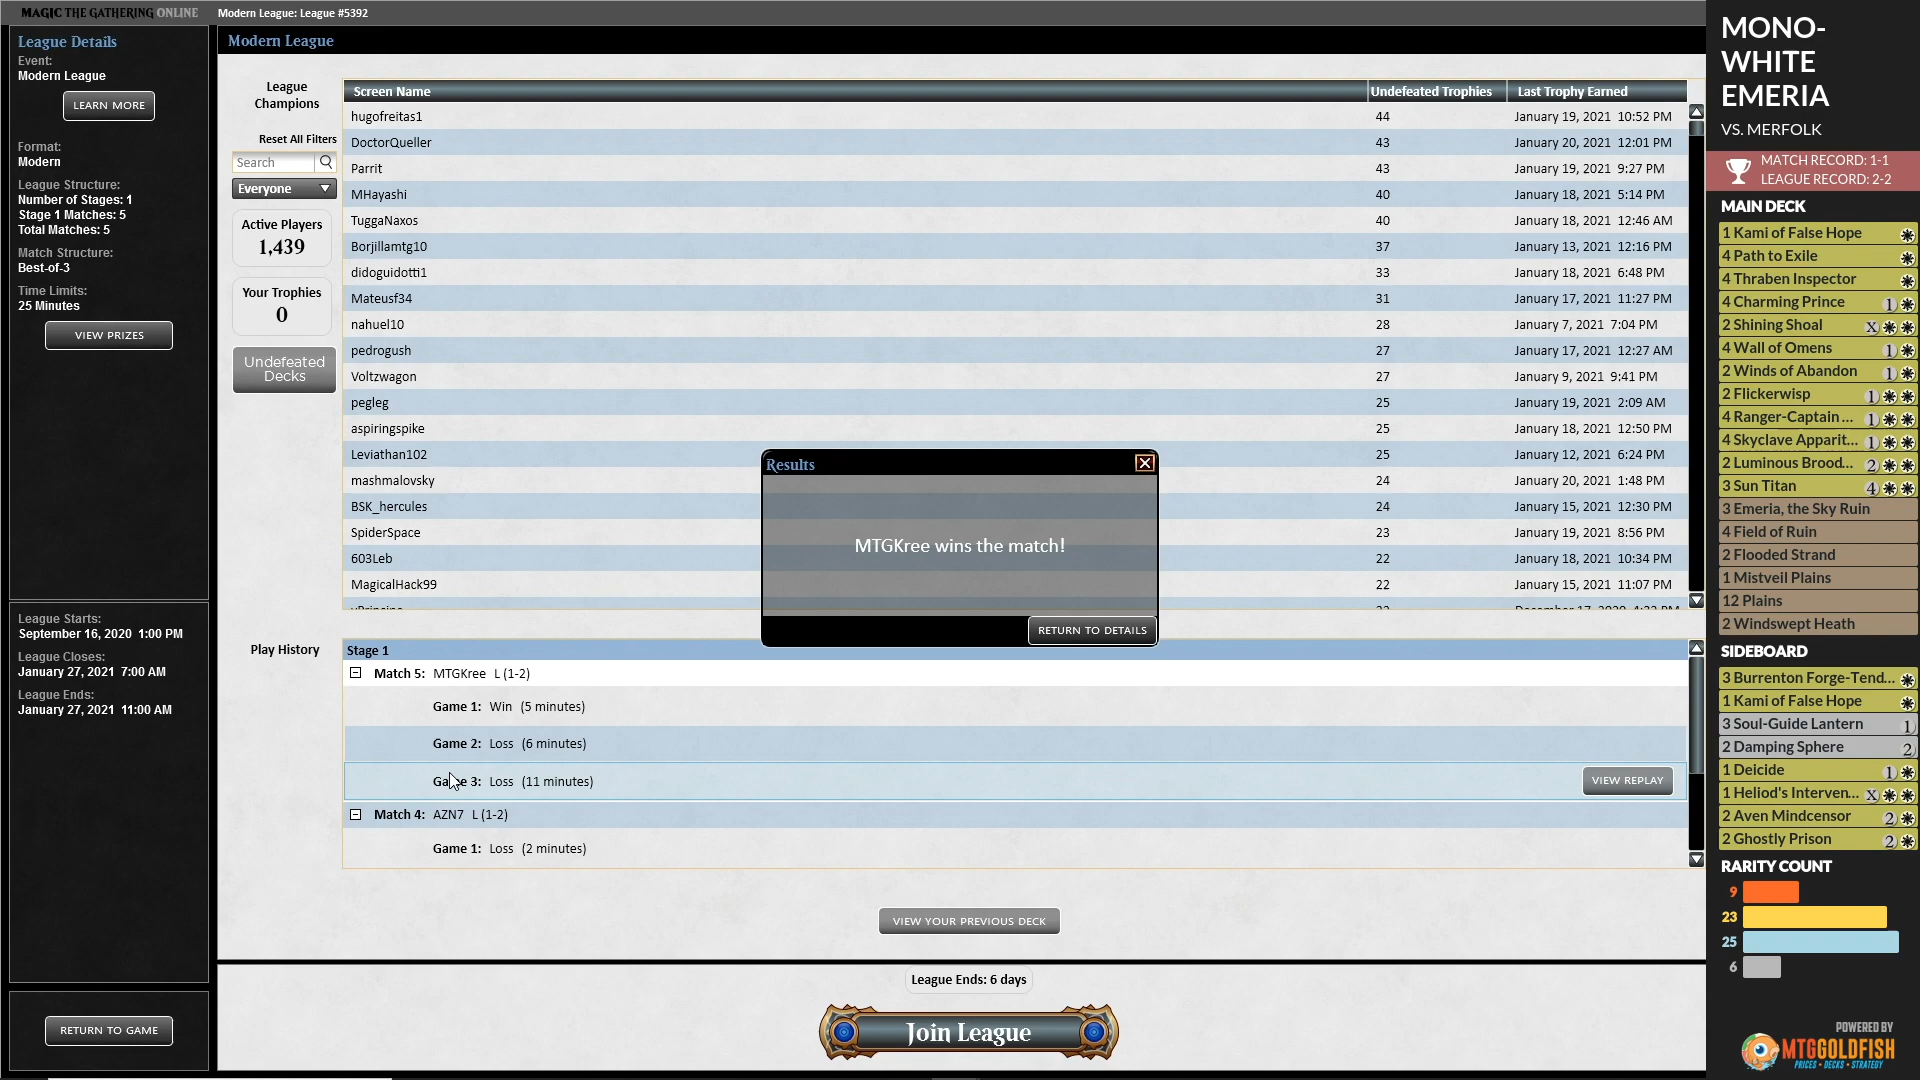 MAGIC THE GATHERING ONLINE
Modern League: League #5392
League Details
Event:
Modern League
LEARN MORE
Format:
Modern
League Structure:
Number of Stages: 1
Stage 1 Matches: 5
Total Matches: 5
Match Structure:
Best-of-3
Time Limits:
25 Minutes
VIEW PRIZES
League Starts:
September 16, 2020 1:00 PM
League Closes:
January 27, 2021 7:00 AM
League Ends:
January 27, 2021 11:00 AM
RETURN TO GAME
Modern League
League
Champions
Reset All Filters
Search
Everyone
Active Players
1,439
Your Trophies
0
Undefeated
Decks
Screen Name Undefeated Trophies Last Trophy Earned
hugofreitas1 44 January 19, 2021 10:52 PM
DoctorQueller 43 January 20, 2021 12:01 PM
Parrit 43 January 19, 2021 9:27 PM
MHayashi 40 January 18, 2021 5:14 PM
TuggaNaxos 40 January 18, 2021 12:46 AM
Borjillamtg10 37 January 13, 2021 12:16 PM
didoguidotti1 33 January 18, 2021 6:48 PM
Mateusf34 31 January 17, 2021 11:27 PM
nahuel10 28 January 7, 2021 7:04 PM
pedrogush 27 January 17, 2021 12:27 AM
Voltzwagon 27 January 9, 2021 9:41 PM
pegleg 25 January 19, 2021 2:09 AM
aspiringspike 25 January 18, 2021 12:50 PM
Leviathan102 25 January 12, 2021 6:24 PM
mashmalovsky 24 January 20, 2021 1:48 PM
BSK_hercules 24 January 15, 2021 12:30 PM
SpiderSpace 23 January 19, 2021 8:56 PM
603Leb 22 January 18, 2021 10:34 PM
MagicalHack99 22 January 15, 2021 11:07 PM
Results
MTGKree wins the match!
RETURN TO DETAILS
Play History
Stage 1
Match 5: MTGKree L (1-2)
Game 1: Win (5 minutes)
Game 2: Loss (6 minutes)
Game 3: Loss (11 minutes)
VIEW REPLAY
Match 4: AZN7 L (1-2)
Game 1: Loss (2 minutes)
VIEW YOUR PREVIOUS DECK
League Ends: 6 days
Join League
MONO-
WHITE
EMERIA
VS. MERFOLK
MATCH RECORD: 1-1
LEAGUE RECORD: 2-2
MAIN DECK
1 Kami of False Hope
4 Path to Exile
4 Thraben Inspector
4 Charming Prince 1
2 Shining Shoal X
4 Wall of Omens 1
2 Winds of Abandon 1
2 Flickerwisp 1
4 Ranger-Captain ... 1
4 Skyclave Apparit... 1
2 Luminous Brood... 2
3 Sun Titan 4
3 Emeria, the Sky Ruin
4 Field of Ruin
2 Flooded Strand
1 Mistveil Plains
12 Plains
2 Windswept Heath
SIDEBOARD
3 Burrenton Forge-Tend...
1 Kami of False Hope
3 Soul-Guide Lantern 1
2 Damping Sphere 2
1 Deicide 1
1 Heliod's Interven... X
2 Aven Mindcensor 2
2 Ghostly Prison 2
RARITY COUNT
9
23
25
6
POWERED BY
MTGGOLDFISH
PRICES • DECKS • STRATEGY